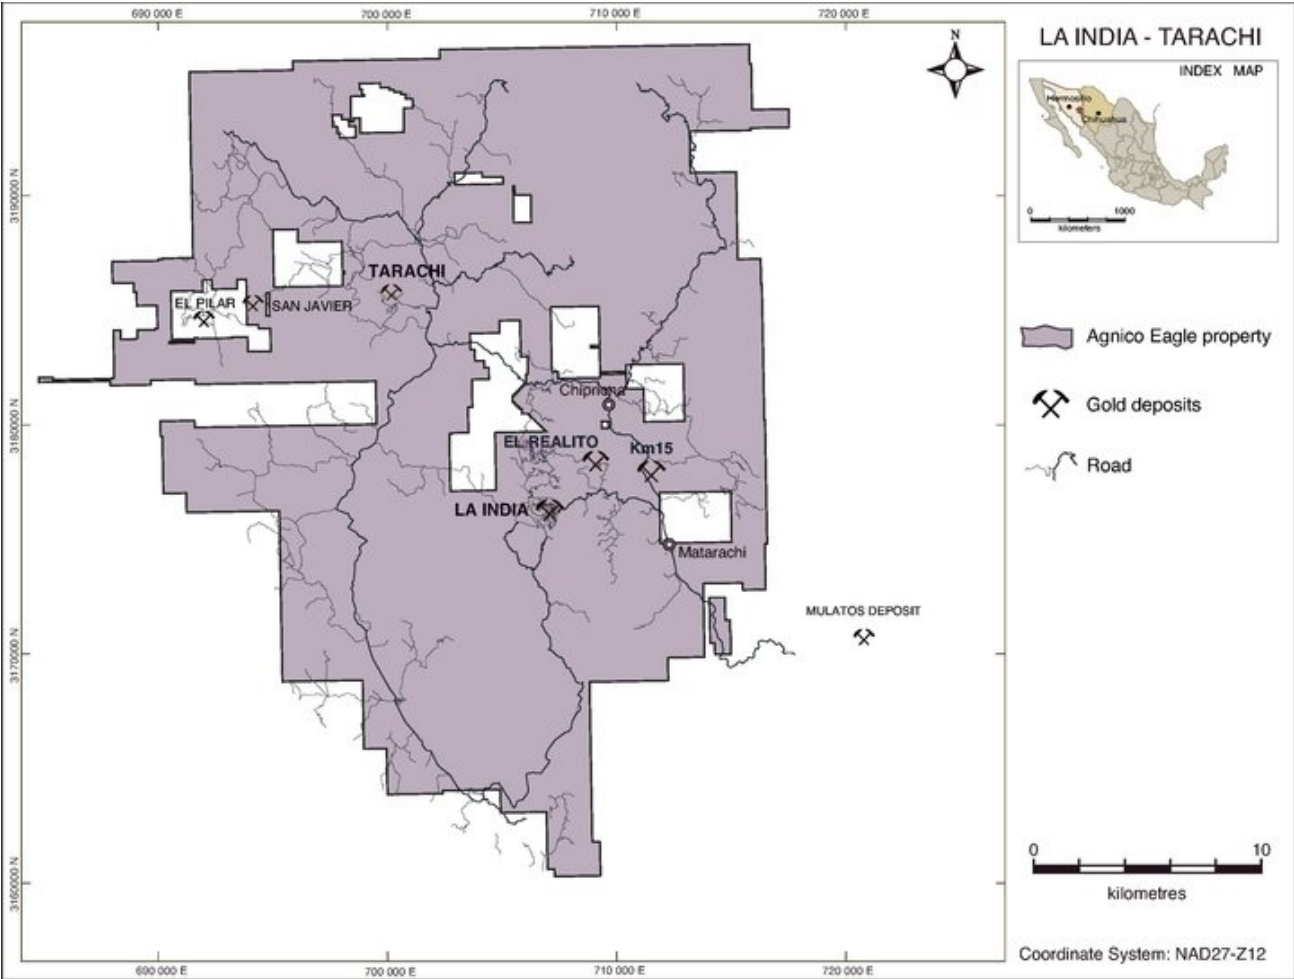 690 000 E
700 000 E
710 000 E
720 000 E
LA INDIA - TARACHI
INDEX MAP
Hermosillo
Chihuahua
0
1000
kilometers
N
3190000 N
TARACHI
EL PILAR
SAN JAVIER
Agnico Eagle property
Chipriona
3180000 N
Gold deposits
EL REALITO
Km15
Road
LA INDIA
Matarachi
MULATOS DEPOSIT
3170000 N
0
10
kilometres
3160000 N
Coordinate System: NAD27-Z12
690 000 E
700 000 E
710 000 E
720 000 E